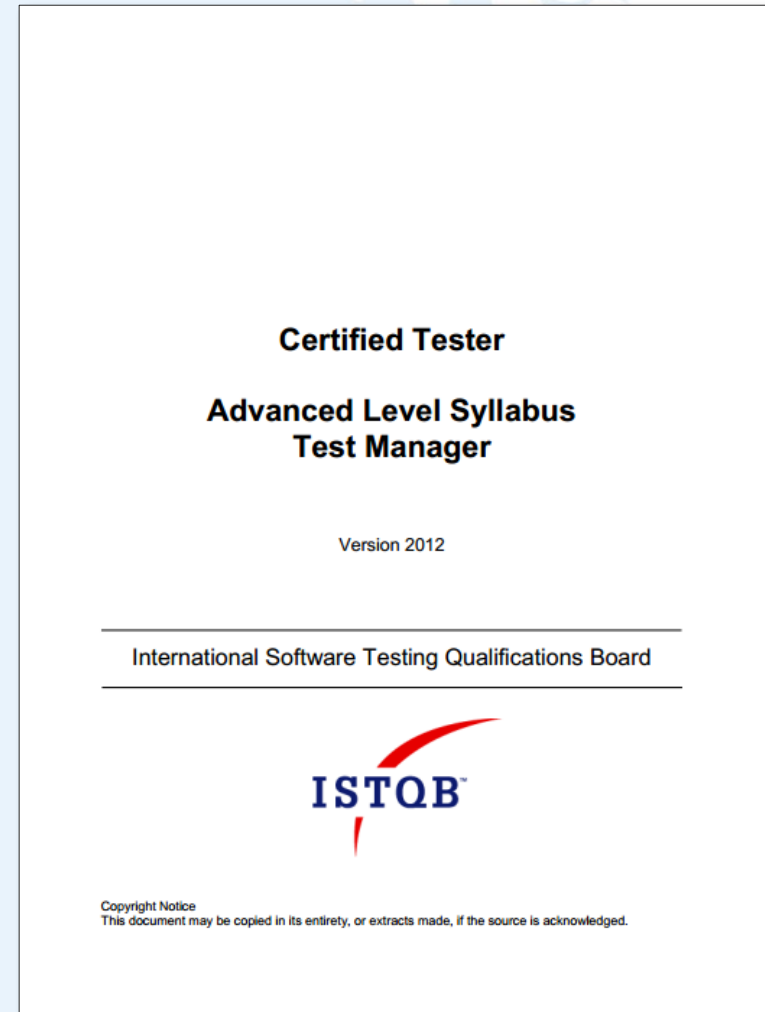 Certified Tester
Advanced Level Syllabus
Test Manager
Version 2012
International Software Testing Qualifications Board
ISTQB™
Copyright Notice
This document may be copied in its entirety, or extracts made, if the source is acknowledged.